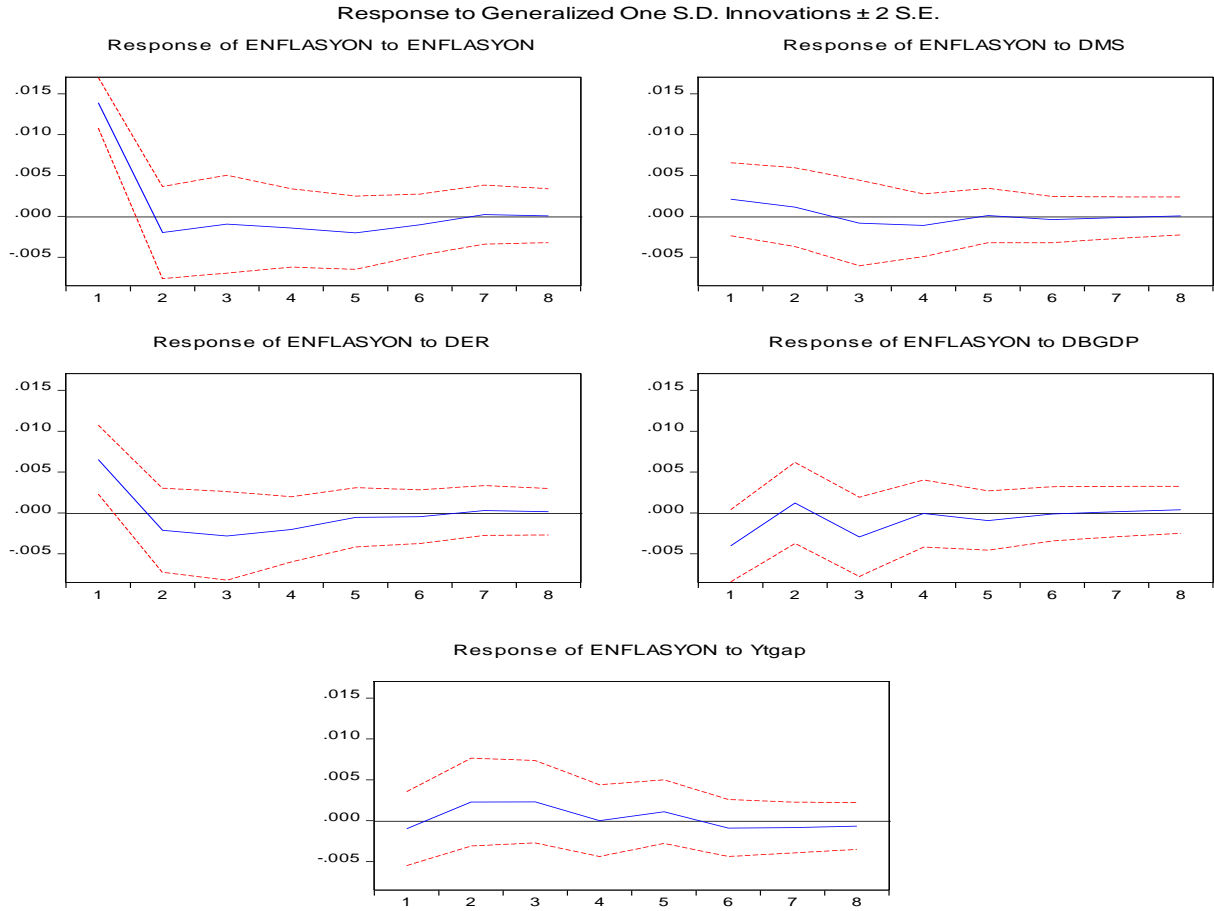 Response to Generalized One S.D. Innovations ± 2 S.E.
Response of ENFLASYON to ENFLASYON
.015
.010
.005
.000
-.005
1 2 3 4 5 6 7 8
Response of ENFLASYON to DMS
.015
.010
.005
.000
-.005
1 2 3 4 5 6 7 8
Response of ENFLASYON to DER
.015
.010
.005
.000
-.005
1 2 3 4 5 6 7 8
Response of ENFLASYON to DBGDP
.015
.010
.005
.000
-.005
1 2 3 4 5 6 7 8
Response of ENFLASYON to Ytgap
.015
.010
.005
.000
-.005
1 2 3 4 5 6 7 8